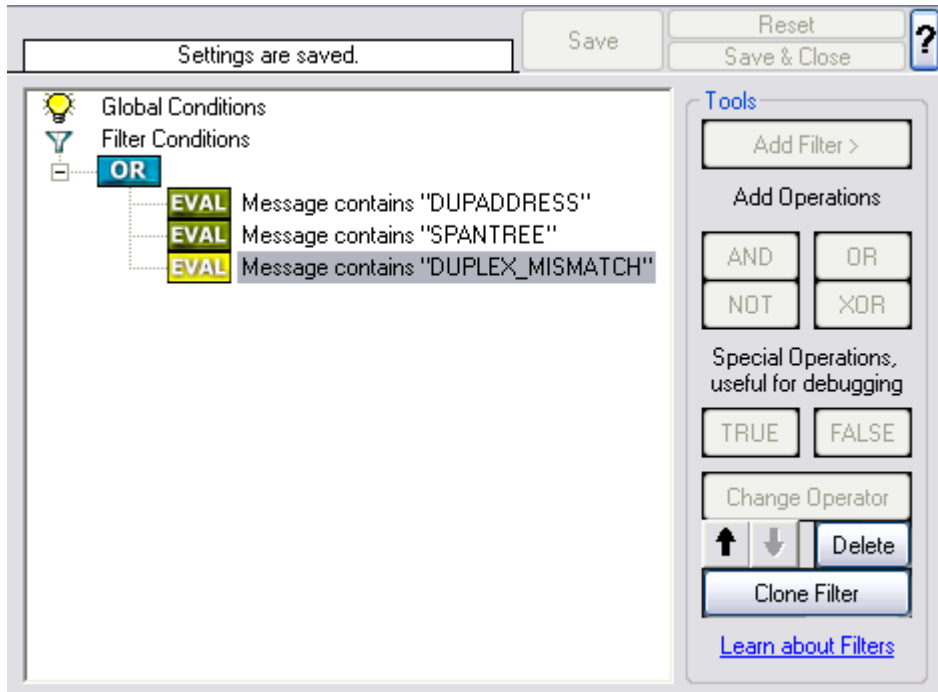 Settings are saved.
Save
Reset
Save & Close
?
Global Conditions
Filter Conditions
OR
EVAL Message contains "DUPADDRESS"
EVAL Message contains "SPANTREE"
EVAL Message contains "DUPLEX_MISMATCH"
Tools
Add Filter >
Add Operations
AND
OR
NOT
XOR
Special Operations,
useful for debugging
TRUE
FALSE
Change Operator
Delete
Clone Filter
Learn about Filters